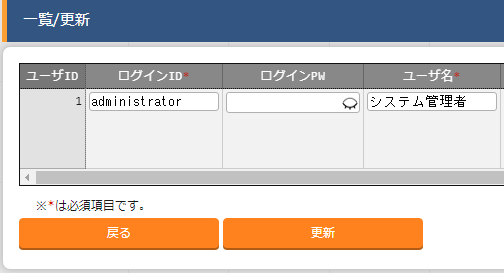 一覧/更新
ユーザID ログインID* ログインPW ユーザ名*
1 administrator システム管理者
※*は必須項目です。
戻る 更新